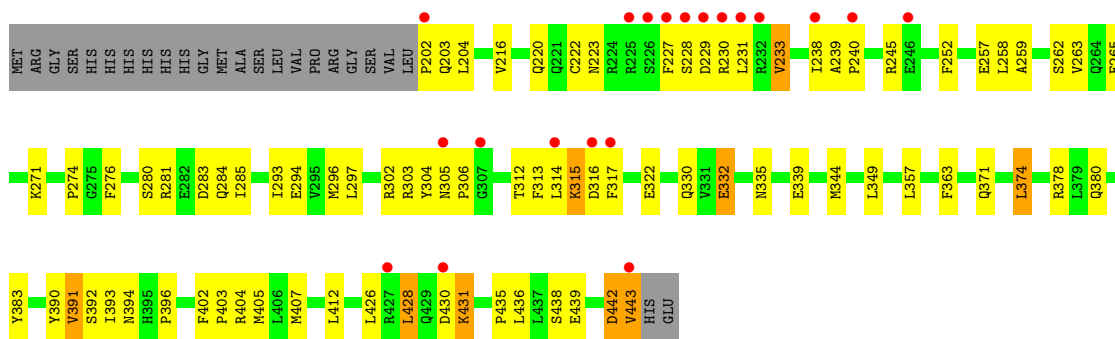 MET ARG GLY SER HIS HIS HIS HIS HIS HIS GLY MET ALA SER LEU VAL PRO ARG GLY SER VAL LEU P202 Q203 L204 V216 Q220 Q221 C222 N223 R224 R225 S226 F227 S228 D229 R230 L231 R232 V233 I238 A239 P240 R245 E246 F252 E257 L258 A259 S262 V263 Q264 E265
K271 P274 G275 F276 S280 R281 E282 D283 Q284 I285 I293 E294 V295 M296 L297 R302 R303 Y304 N305 P306 G307 T312 F313 L314 K315 D316 F317 E322 Q330 V331 E332 N335 E339 M344 L349 L357 F363 Q371 L374 R378 L379 Q380
Y383 Y390 V391 S392 I393 N394 H395 P396 F402 P403 R404 M405 L406 M407 L412 L426 R427 L428 Q429 D430 K431 P435 L436 L437 S438 E439 D442 V443 HIS GLU